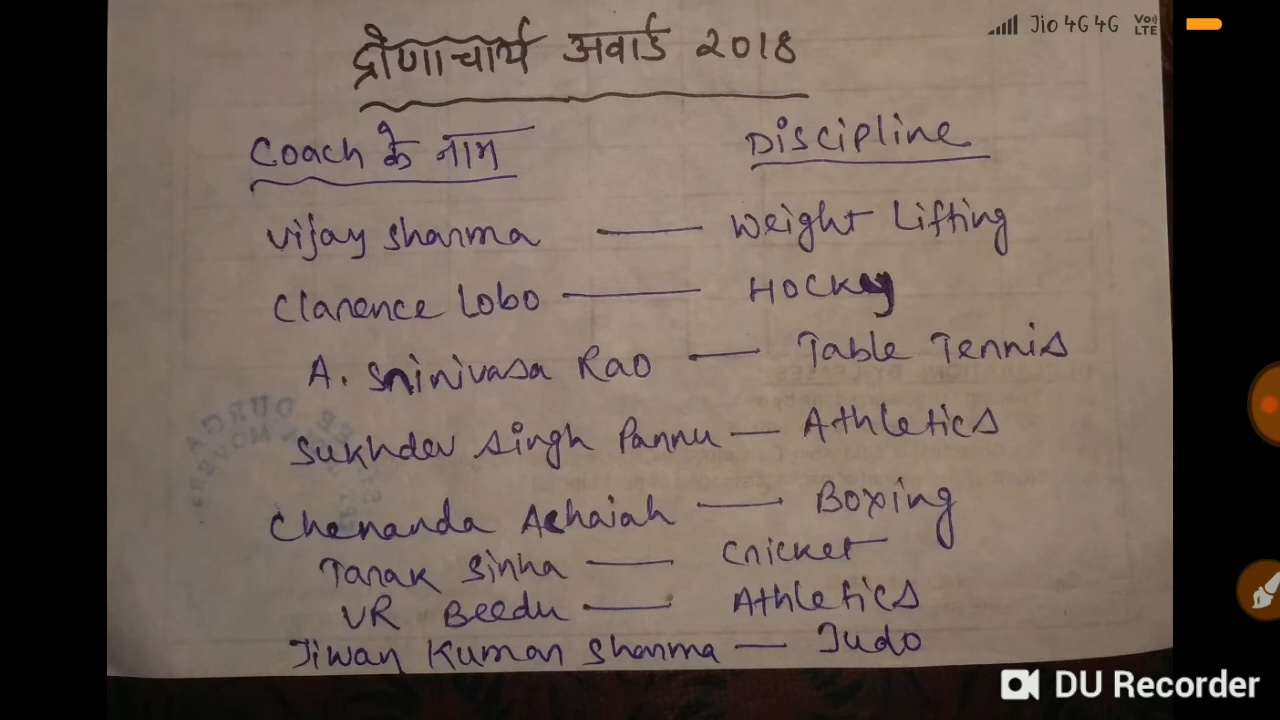 Jio 4G 4G VoLTE
द्रोणाचार्य अवार्ड 2018
Coach के नाम Discipline
Vijay Sharma — Weight Lifting
Clarence Lobo — Hockey
A. Srinivasa Rao — Table Tennis
Sukhdev Singh Pannu — Athletics
Chenanda Achaiah — Boxing
Tarak Sinha — Cricket
VR Beedu — Athletics
Jiwan Kumar Sharma — Judo
DU Recorder